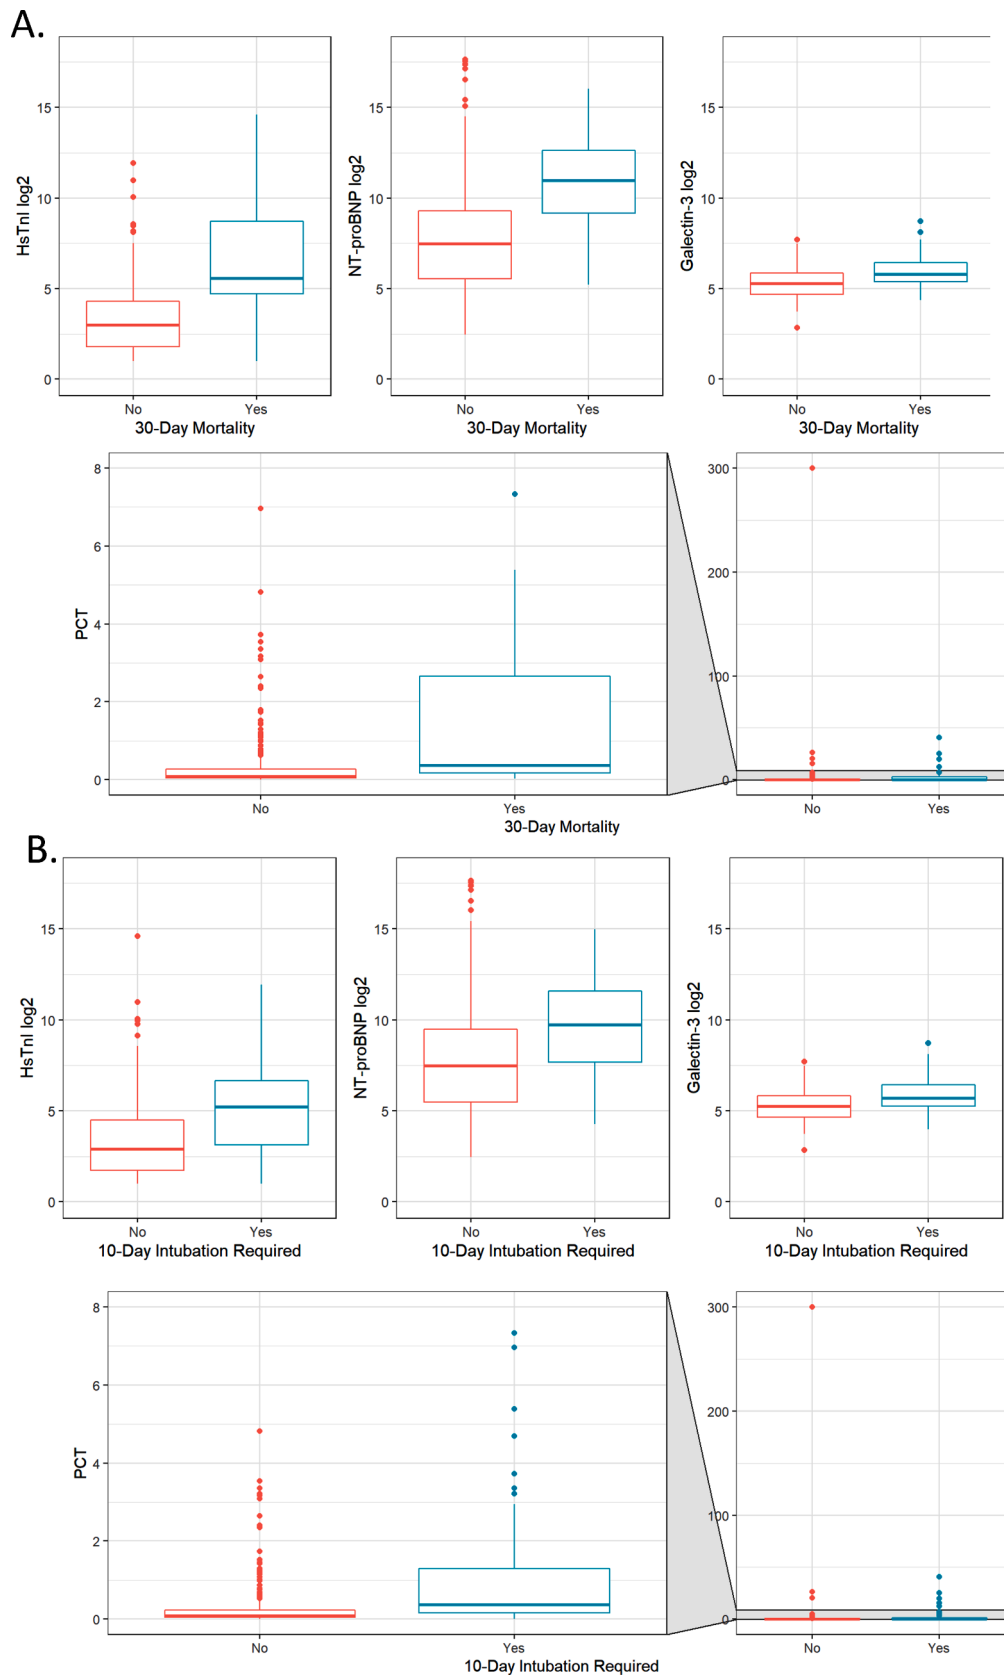 A.
HsTnI log2
15
10
5
0
No Yes
30-Day Mortality
NT-proBNP log2
15
10
5
0
No Yes
30-Day Mortality
Galectin-3 log2
15
10
5
0
No Yes
30-Day Mortality
PCT
8
6
4
2
0
No Yes
300
200
100
0
No Yes
30-Day Mortality
B.
HsTnI log2
15
10
5
0
No Yes
10-Day Intubation Required
NT-proBNP log2
15
10
5
0
No Yes
10-Day Intubation Required
Galectin-3 log2
15
10
5
0
No Yes
10-Day Intubation Required
PCT
8
6
4
2
0
No Yes
300
200
100
0
No Yes
10-Day Intubation Required